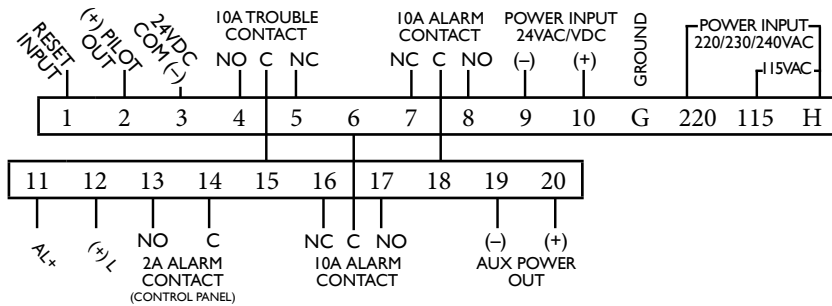 RESET
INPUT
(+) PILOT
OUT
24VDC
COM (–)
10A TROUBLE
CONTACT
NO C NC
10A ALARM
CONTACT
NC C NO
POWER INPUT
24VAC/VDC
(–) (+)
GROUND
POWER INPUT
220/230/240VAC
115VAC
1 2 3 4 5 6 7 8 9 10 G 220 115 H
11 12 13 14 15 16 17 18 19 20
AL+
(+) L
NO C
2A ALARM
CONTACT
(CONTROL PANEL)
NC C NO
10A ALARM
CONTACT
(–) (+)
AUX POWER
OUT